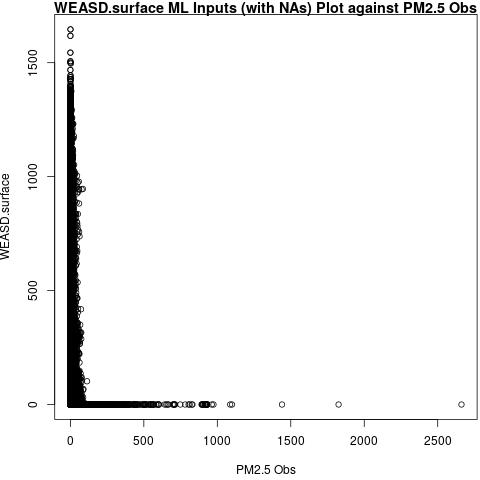 WEASD.surface ML Inputs (with NAs) Plot against PM2.5 Obs
1500
1000
500
0
WEASD.surface
0 500 1000 1500 2000 2500
PM2.5 Obs